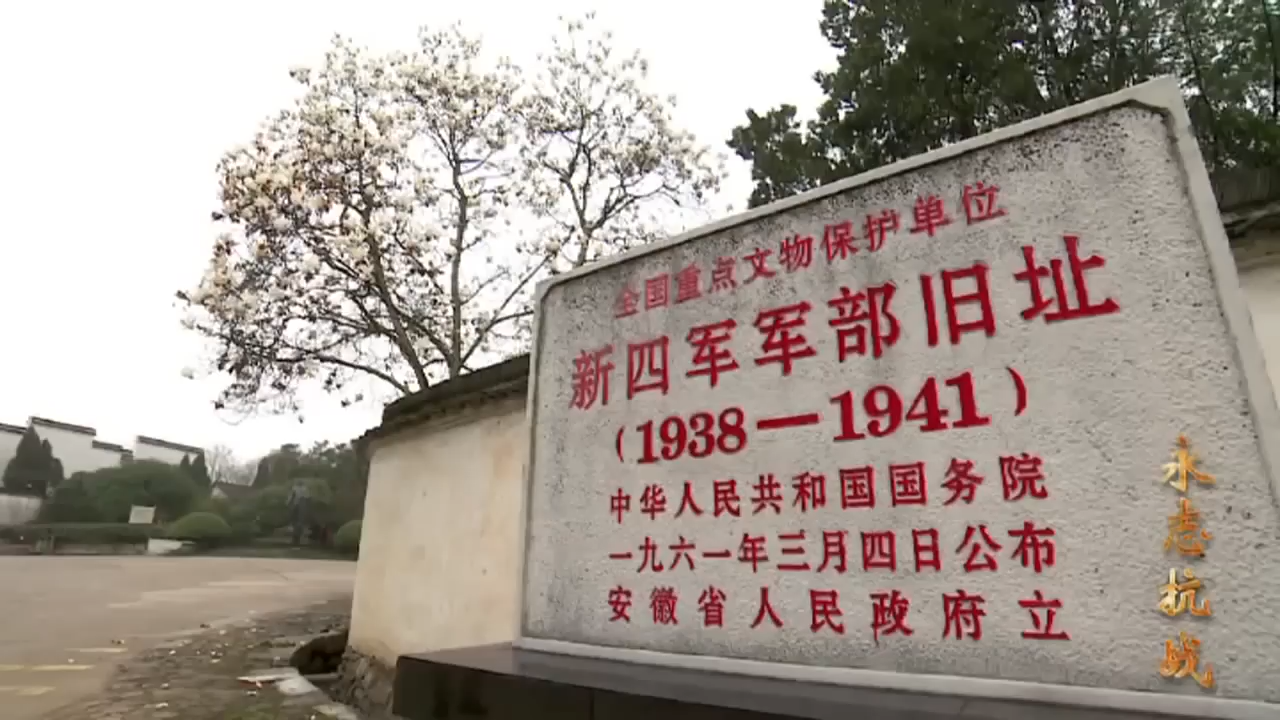 全国重点文物保护单位
新四军军部旧址
（1938—1941）
中华人民共和国国务院
一九六一年三月四日公布
安徽省人民政府立
永志抗战